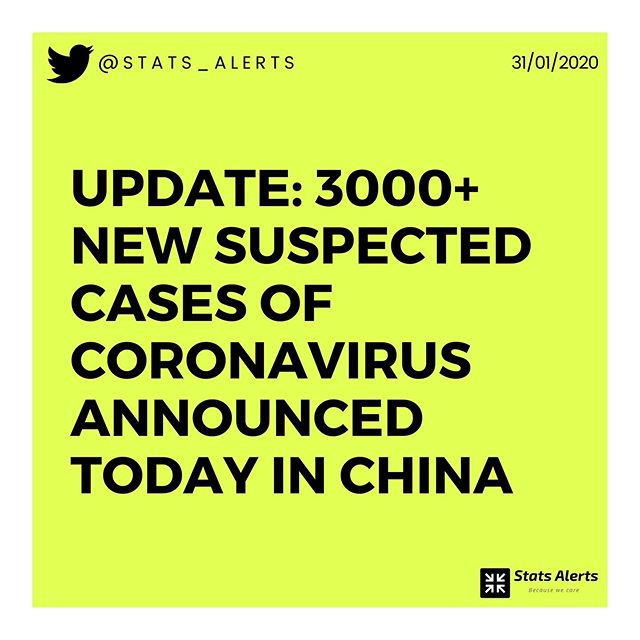 @STATS_ALERTS
31/01/2020
UPDATE: 3000+
NEW SUSPECTED
CASES OF
CORONAVIRUS
ANNOUNCED
TODAY IN CHINA
Stats Alerts
Because we care